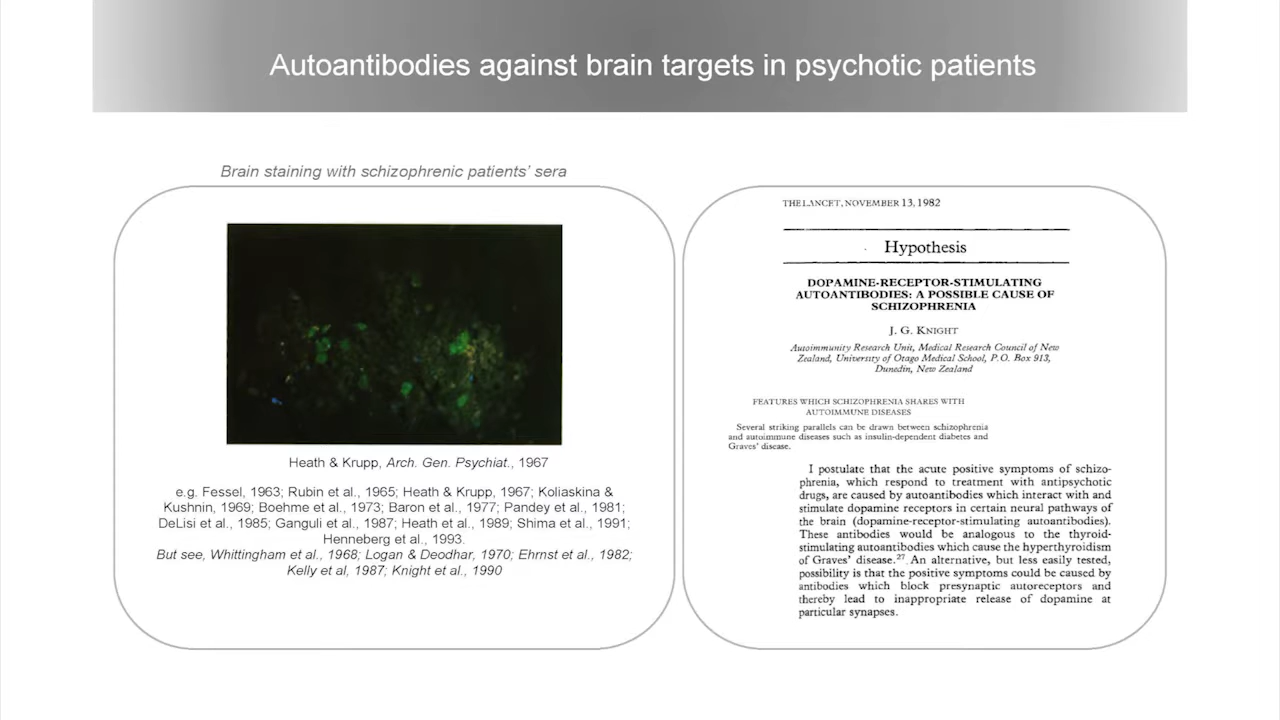 Autoantibodies against brain targets in psychotic patients
Brain staining with schizophrenic patients' sera
Heath & Krupp, Arch. Gen. Psychiat., 1967
e.g. Fessel, 1963; Rubin et al., 1965; Heath & Krupp, 1967; Koliaskina &
Kushnin, 1969; Boehme et al., 1973; Baron et al., 1977; Pandey et al., 1981;
DeLisi et al., 1985; Ganguli et al., 1987; Heath et al., 1989; Shima et al., 1991;
Henneberg et al., 1993.
But see, Whittingham et al., 1968; Logan & Deodhar, 1970; Ehrnst et al., 1982;
Kelly et al, 1987; Knight et al., 1990
THE LANCET, NOVEMBER 13, 1982
Hypothesis
DOPAMINE-RECEPTOR-STIMULATING
AUTOANTIBODIES: A POSSIBLE CAUSE OF
SCHIZOPHRENIA
J. G. KNIGHT
Autoimmunity Research Unit, Medical Research Council of New
Zealand, University of Otago Medical School, P.O. Box 913,
Dunedin, New Zealand
FEATURES WHICH SCHIZOPHRENIA SHARES WITH
AUTOIMMUNE DISEASES
Several striking parallels can be drawn between schizophrenia
and autoimmune diseases such as insulin-dependent diabetes and
Graves' disease.
I postulate that the acute positive symptoms of schizo-
phrenia, which respond to treatment with antipsychotic
drugs, are caused by autoantibodies which interact with and
stimulate dopamine receptors in certain neural pathways of
the brain (dopamine-receptor-stimulating autoantibodies).
These antibodies would be analogous to the thyroid-
stimulating autoantibodies which cause the hyperthyroidism
of Graves' disease.27 An alternative, but less easily tested,
possibility is that the positive symptoms could be caused by
antibodies which block presynaptic autoreceptors and
thereby lead to inappropriate release of dopamine at
particular synapses.